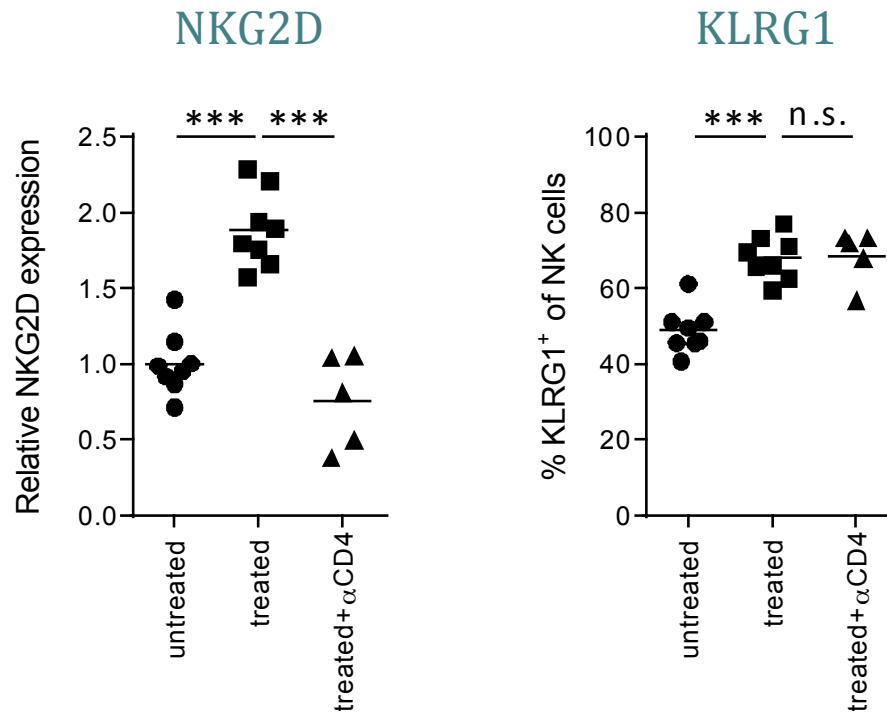 NKG2D
*** ***
Relative NKG2D expression
2.5
2.0
1.5
1.0
0.5
0.0
untreated
treated
treated+αCD4
KLRG1
*** n.s.
% KLRG1⁺ of NK cells
100
80
60
40
20
0
untreated
treated
treated+αCD4